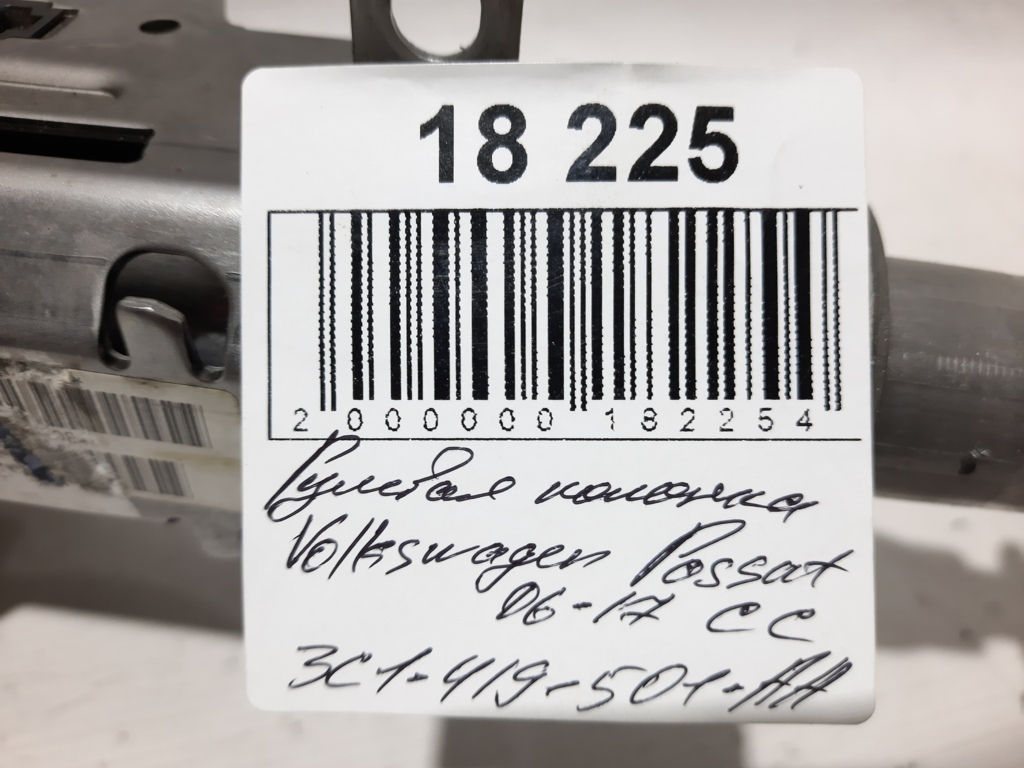 18 225
2 000000 182254
Рулевая колонка
Volkswagen Passat
06-17 CC
3C1-419-501-AA